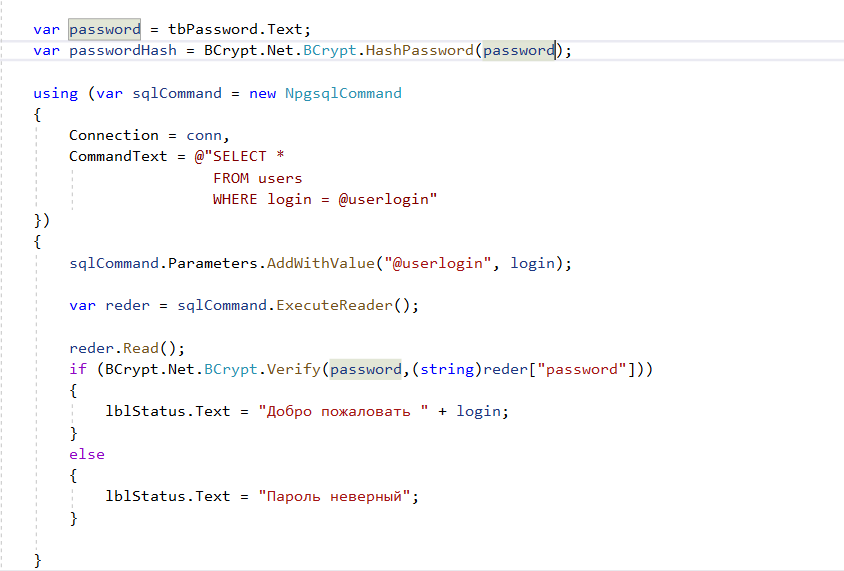 var password = tbPassword.Text;
var passwordHash = BCrypt.Net.BCrypt.HashPassword(password);
using (var sqlCommand = new NpgsqlCommand
{
Connection = conn,
CommandText = @"SELECT *
FROM users
WHERE login = @userlogin"
})
{
sqlCommand.Parameters.AddWithValue("@userlogin", login);
var reder = sqlCommand.ExecuteReader();
reder.Read();
if (BCrypt.Net.BCrypt.Verify(password,(string)reder["password"]))
{
lblStatus.Text = "Добро пожаловать " + login;
}
else
{
lblStatus.Text = "Пароль неверный";
}
}